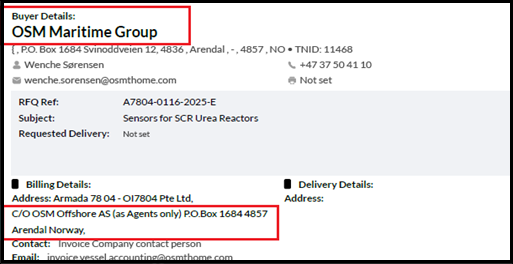 Buyer Details:
OSM Maritime Group
[ , P.O. Box 1684 Svinoddveien 12, 4836 , Arendal , - , 4857 , NO • TNID: 11468
Wenche Sørensen +47 37 50 41 10
wenche.sorensen@osmthome.com Not set
RFQ Ref: A7804-0116-2025-E
Subject: Sensors for SCR Urea Reactors
Requested Delivery: Not set
Billing Details: Delivery Details:
Address: Armada 78 04 - OI7804 Pte Ltd, Address:
C/O OSM Offshore AS (as Agents only) P.O.Box 1684 4857
Arendal Norway,
Contact: Invoice Company contact person
Email: invoice.vessel.accounting@osmthome.com